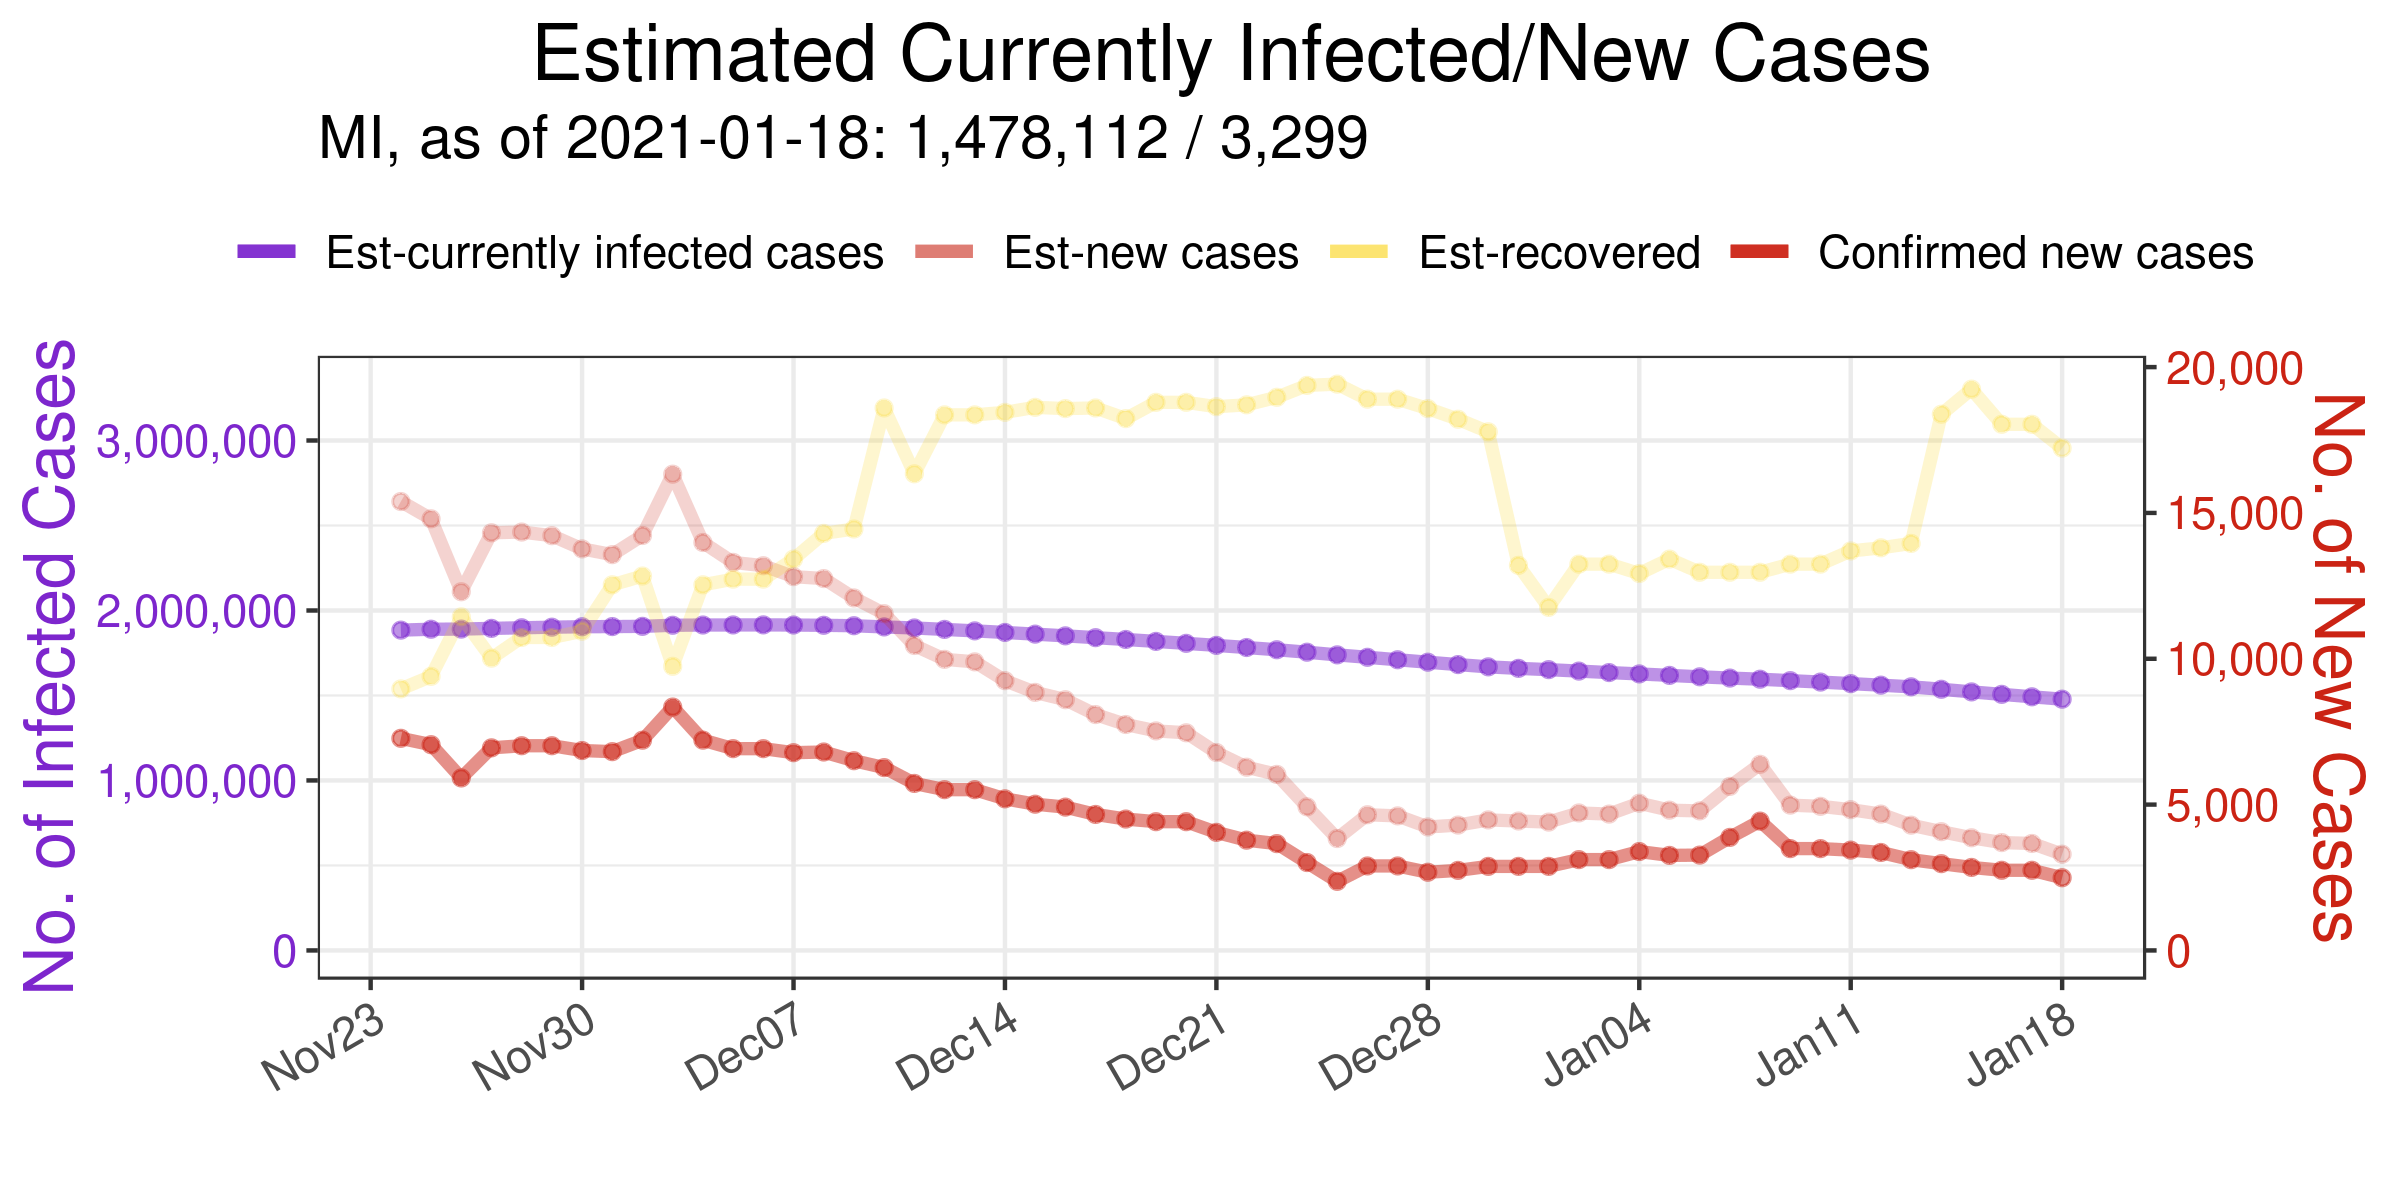 Estimated Currently Infected/New Cases
MI, as of 2021-01-18: 1,478,112 / 3,299
Est-currently infected cases Est-new cases Est-recovered Confirmed new cases
No. of Infected Cases
3,000,000
2,000,000
1,000,000
0
20,000
15,000
10,000
5,000
0
No. of New Cases
Nov23 Nov30 Dec07 Dec14 Dec21 Dec28 Jan04 Jan11 Jan18